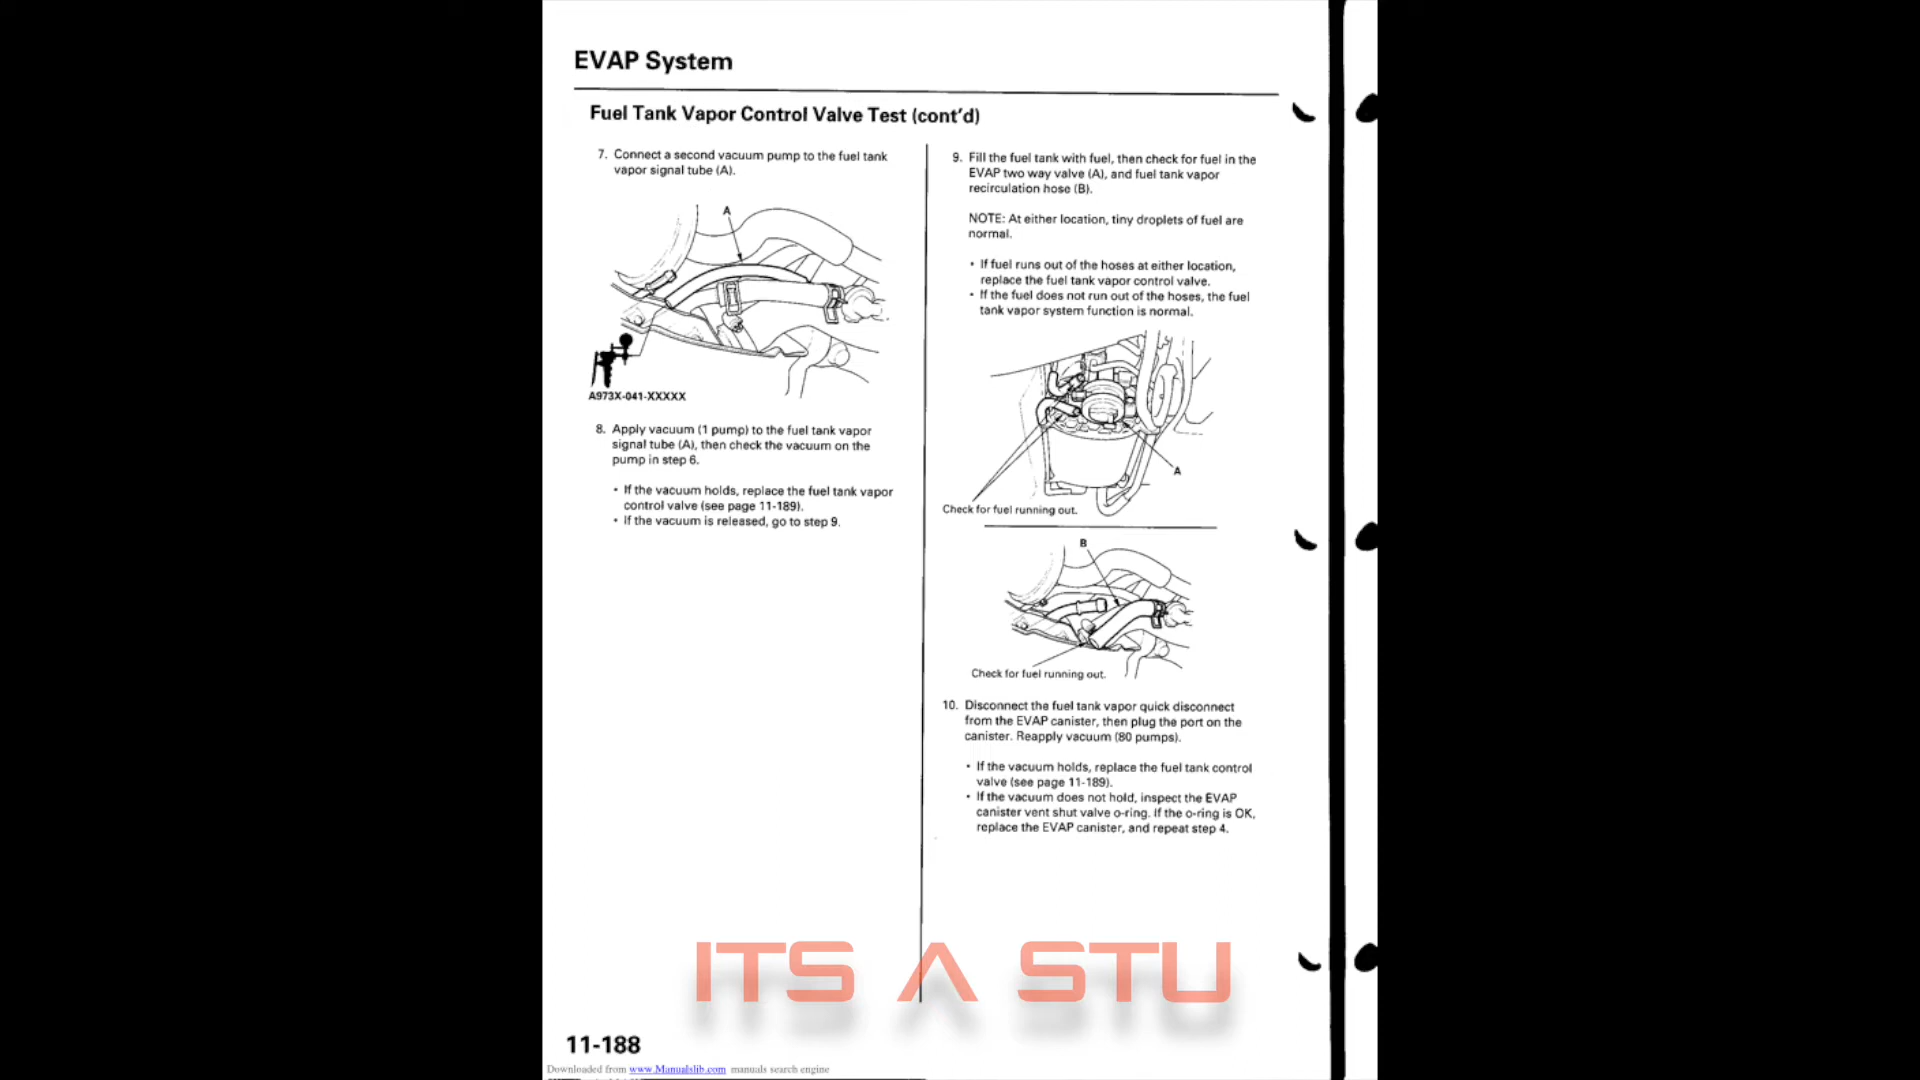 EVAP System
Fuel Tank Vapor Control Valve Test (cont'd)
7. Connect a second vacuum pump to the fuel tank
vapor signal tube (A).
A
A973X-041-XXXXX
8. Apply vacuum (1 pump) to the fuel tank vapor
signal tube (A), then check the vacuum on the
pump in step 6.
• If the vacuum holds, replace the fuel tank vapor
control valve (see page 11-189).
• If the vacuum is released, go to step 9.
9. Fill the fuel tank with fuel, then check for fuel in the
EVAP two way valve (A), and fuel tank vapor
recirculation hose (B).
NOTE: At either location, tiny droplets of fuel are
normal.
• If fuel runs out of the hoses at either location,
replace the fuel tank vapor control valve.
• If the fuel does not run out of the hoses, the fuel
tank vapor system function is normal.
A
Check for fuel running out.
B
Check for fuel running out.
10. Disconnect the fuel tank vapor quick disconnect
from the EVAP canister, then plug the port on the
canister. Reapply vacuum (80 pumps).
• If the vacuum holds, replace the fuel tank control
valve (see page 11-189).
• If the vacuum does not hold, inspect the EVAP
canister vent shut valve o-ring. If the o-ring is OK,
replace the EVAP canister, and repeat step 4.
ITS A STU
11-188
Downloaded from www.Manualslib.com manuals search engine